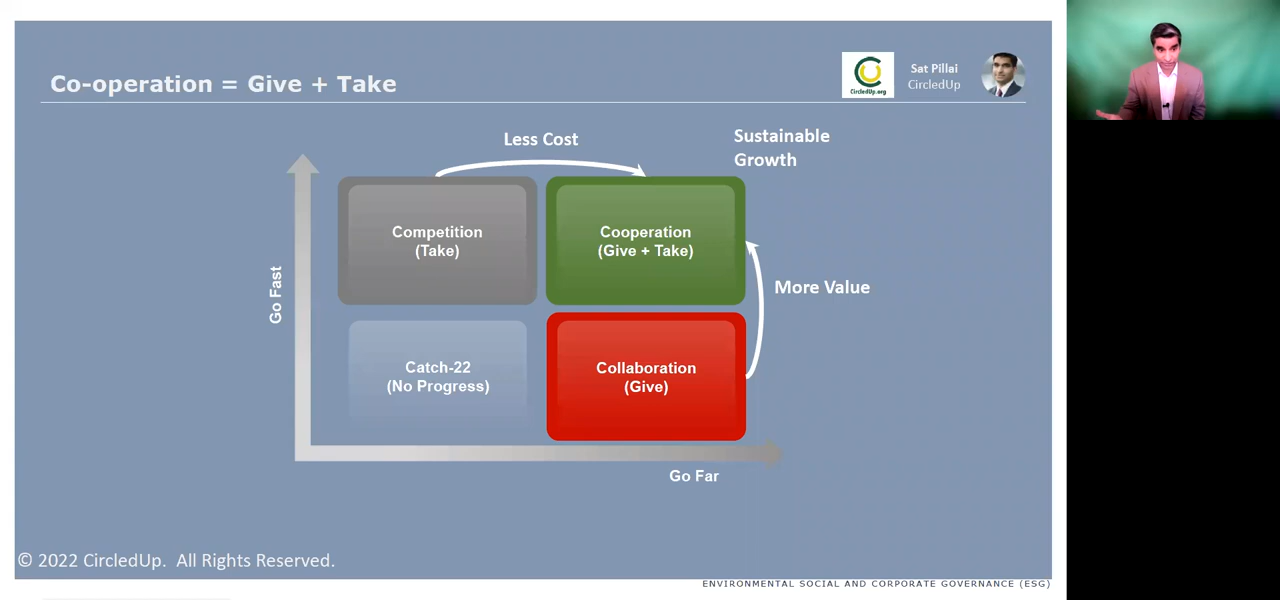 Co-operation = Give + Take
CircledUp.org
Sat Pillai
CircledUp
Less Cost
Sustainable
Growth
Competition
(Take)
Cooperation
(Give + Take)
Go Fast
More Value
Catch-22
(No Progress)
Collaboration
(Give)
Go Far
© 2022 CircledUp. All Rights Reserved.
ENVIRONMENTAL SOCIAL AND CORPORATE GOVERNANCE (ESG)